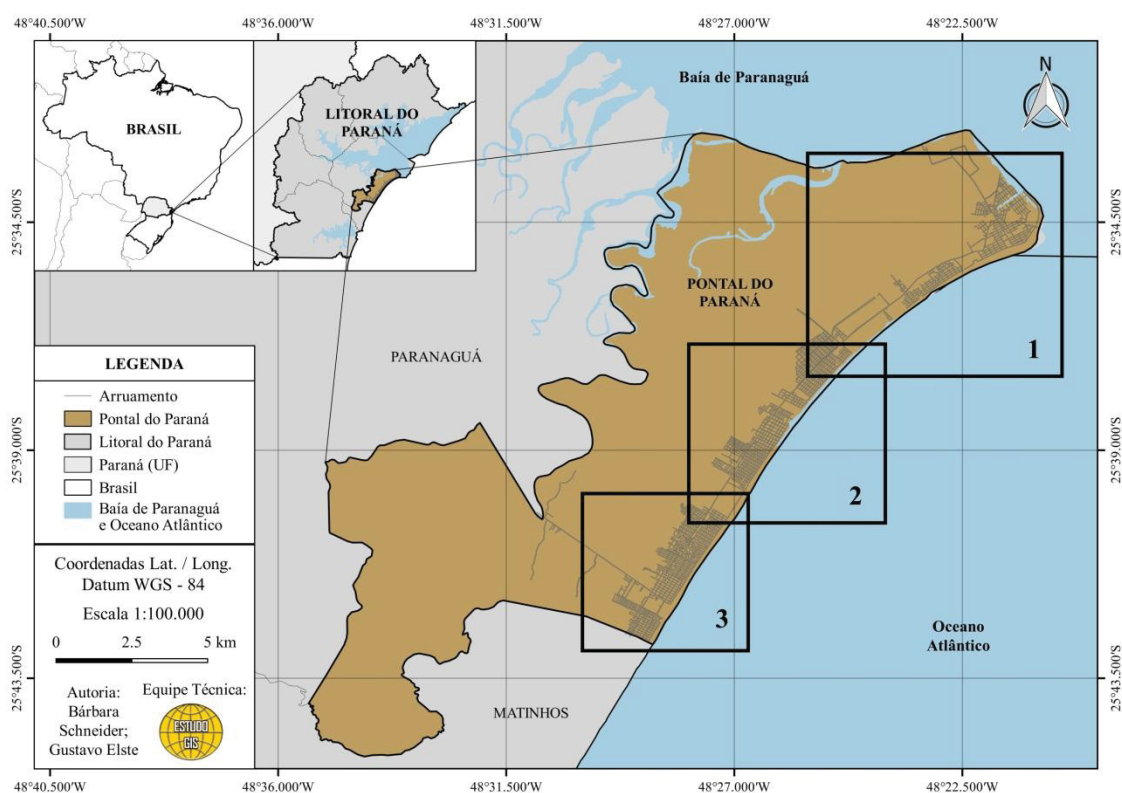 48°40.500'W 48°36.000'W 48°31.500'W 48°27.000'W 48°22.500'W
Baía de Paranaguá
N
BRASIL
LITORAL DO
PARANÁ
25°34.500'S
25°34.500'S
PONTAL DO
PARANÁ
1
PARANAGUÁ
LEGENDA
Arruamento
Pontal do Paraná
Litoral do Paraná
Paraná (UF)
Brasil
Baía de Paranaguá
e Oceano Atlântico
25°39.000'S
25°39.000'S
2
Coordenadas Lat. / Long.
Datum WGS - 84
Escala 1:100.000
0 2.5 5 km
3
Oceano
Atlântico
25°43.500'S
25°43.500'S
Autoria:
Bárbara
Schneider;
Gustavo Elste
Equipe Técnica:
ESTUDO
GIS
MATINHOS
48°40.500'W 48°36.000'W 48°31.500'W 48°27.000'W 48°22.500'W